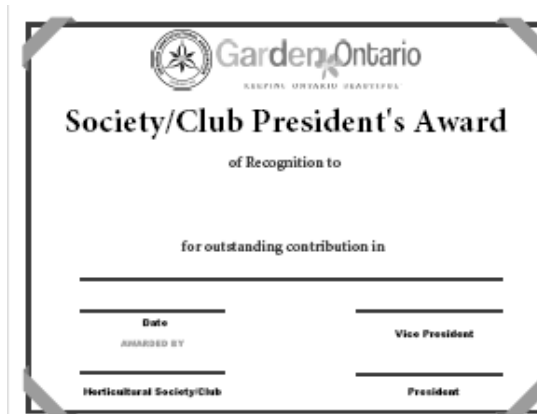 Garden Ontario
KEEPING ONTARIO BEAUTIFUL
Society/Club President's Award
of Recognition to
for outstanding contribution in
Date
Vice President
AWARDED BY
Horticultural Society/Club
President